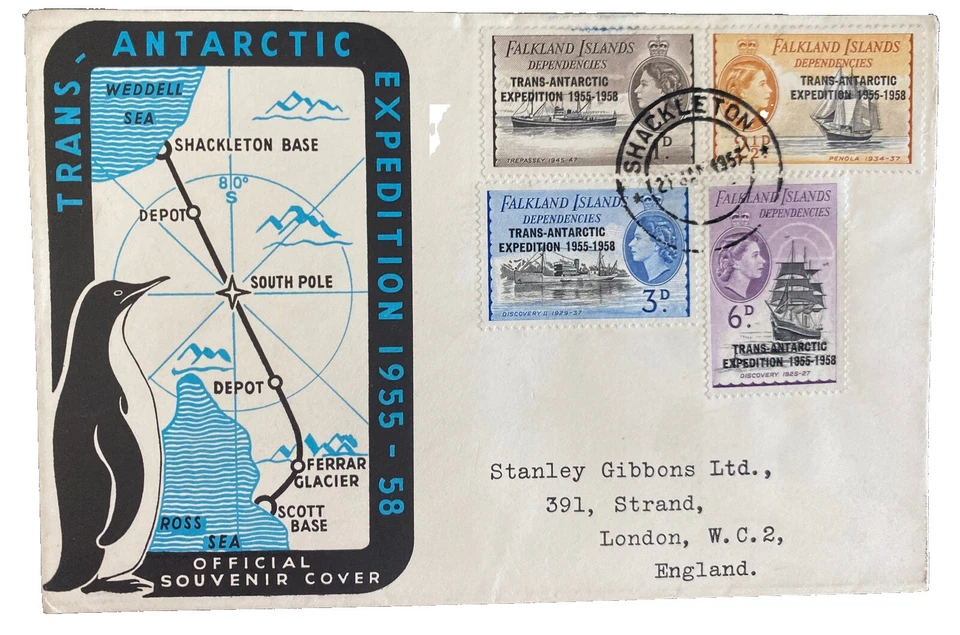 TRANS- ANTARCTIC EXPEDITION 1955-58
WEDDELL
SEA
SHACKLETON BASE
80°
S
DEPOT
SOUTH POLE
DEPOT
FERRAR
GLACIER
SCOTT
BASE
ROSS
SEA
OFFICIAL
SOUVENIR COVER
FALKLAND ISLANDS
DEPENDENCIES
TRANS-ANTARCTIC
EXPEDITION 1955-1958
D
TREPASSEY 1945-47
FALKLAND ISLANDS
DEPENDENCIES
TRANS-ANTARCTIC
EXPEDITION 1955-1958
½D
PENOLA 1934-37
SHACKLETON
1957
FALKLAND ISLANDS
DEPENDENCIES
TRANS-ANTARCTIC
EXPEDITION 1955-1958
3D.
DISCOVERY II 1929-37
FALKLAND ISLANDS
DEPENDENCIES
6D.
TRANS-ANTARCTIC
EXPEDITION 1955-1958
DISCOVERY 1925-27
Stanley Gibbons Ltd.,
391, Strand,
London, W.C.2,
England.